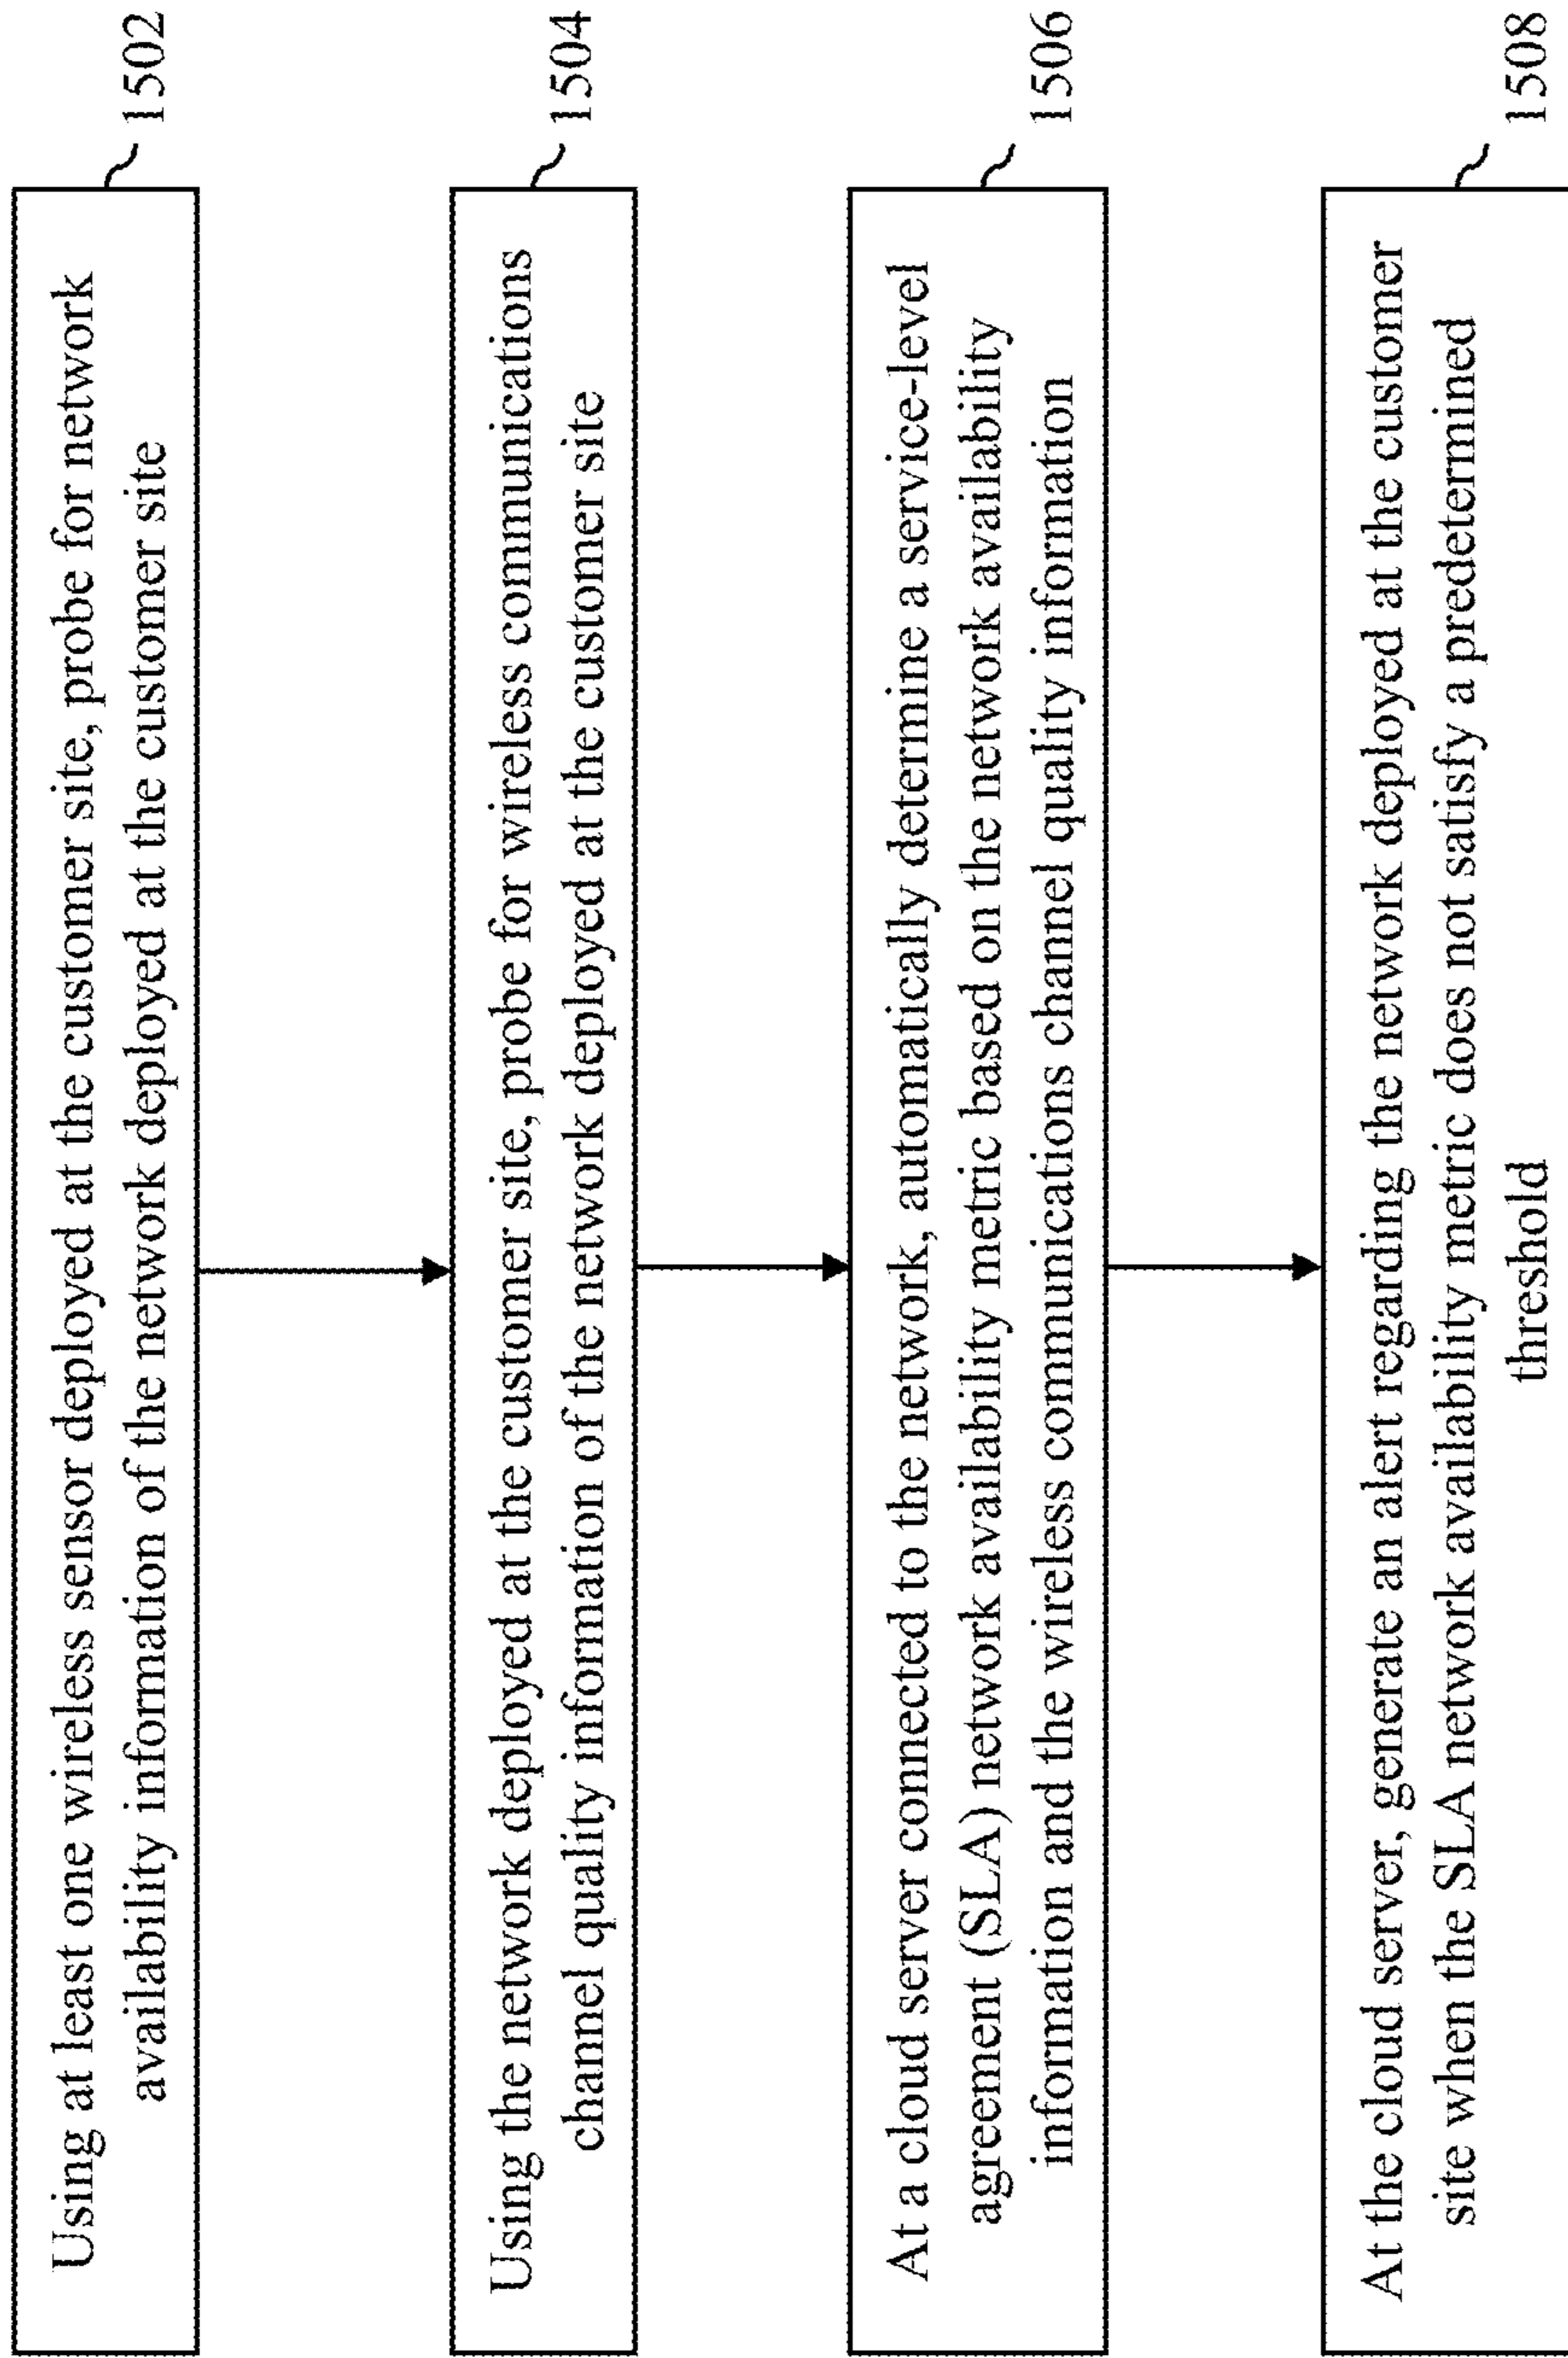 Using at least one wireless sensor deployed at the customer site, probe for network
availability information of the network deployed at the customer site
1502
Using the network deployed at the customer site, probe for wireless communications
channel quality information of the network deployed at the customer site
1504
At a cloud server connected to the network, automatically determine a service-level
agreement (SLA) network availability metric based on the network availability
information and the wireless communications channel quality information
1506
At the cloud server, generate an alert regarding the network deployed at the customer
site when the SLA network availability metric does not satisfy a predetermined
threshold
1508